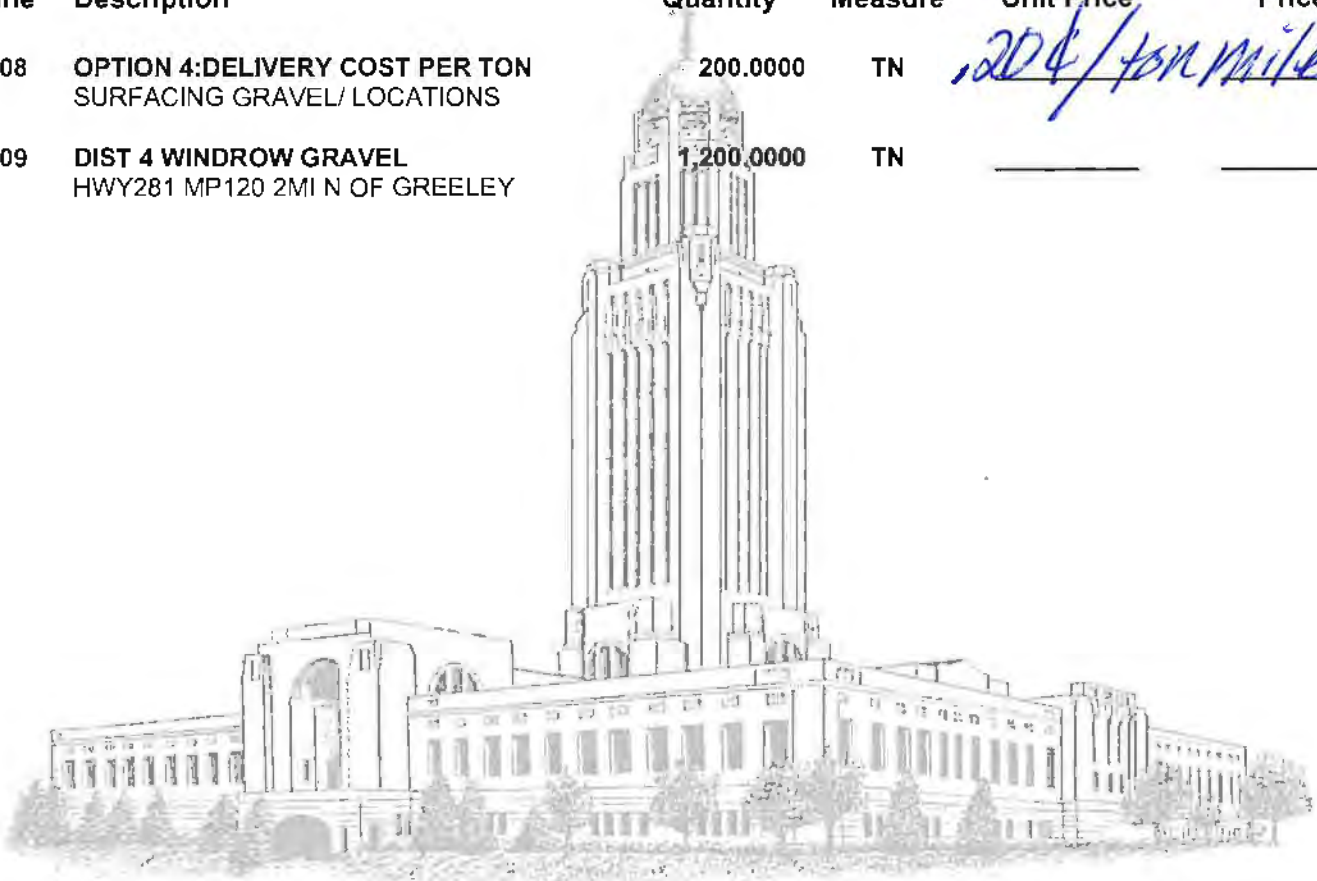 ine Description Quantity Measure Unit Price Price
08 OPTION 4:DELIVERY COST PER TON 200.0000 TN .20¢/ton mile
SURFACING GRAVEL/ LOCATIONS
09 DIST 4 WINDROW GRAVEL 1,200.0000 TN
HWY281 MP120 2MI N OF GREELEY